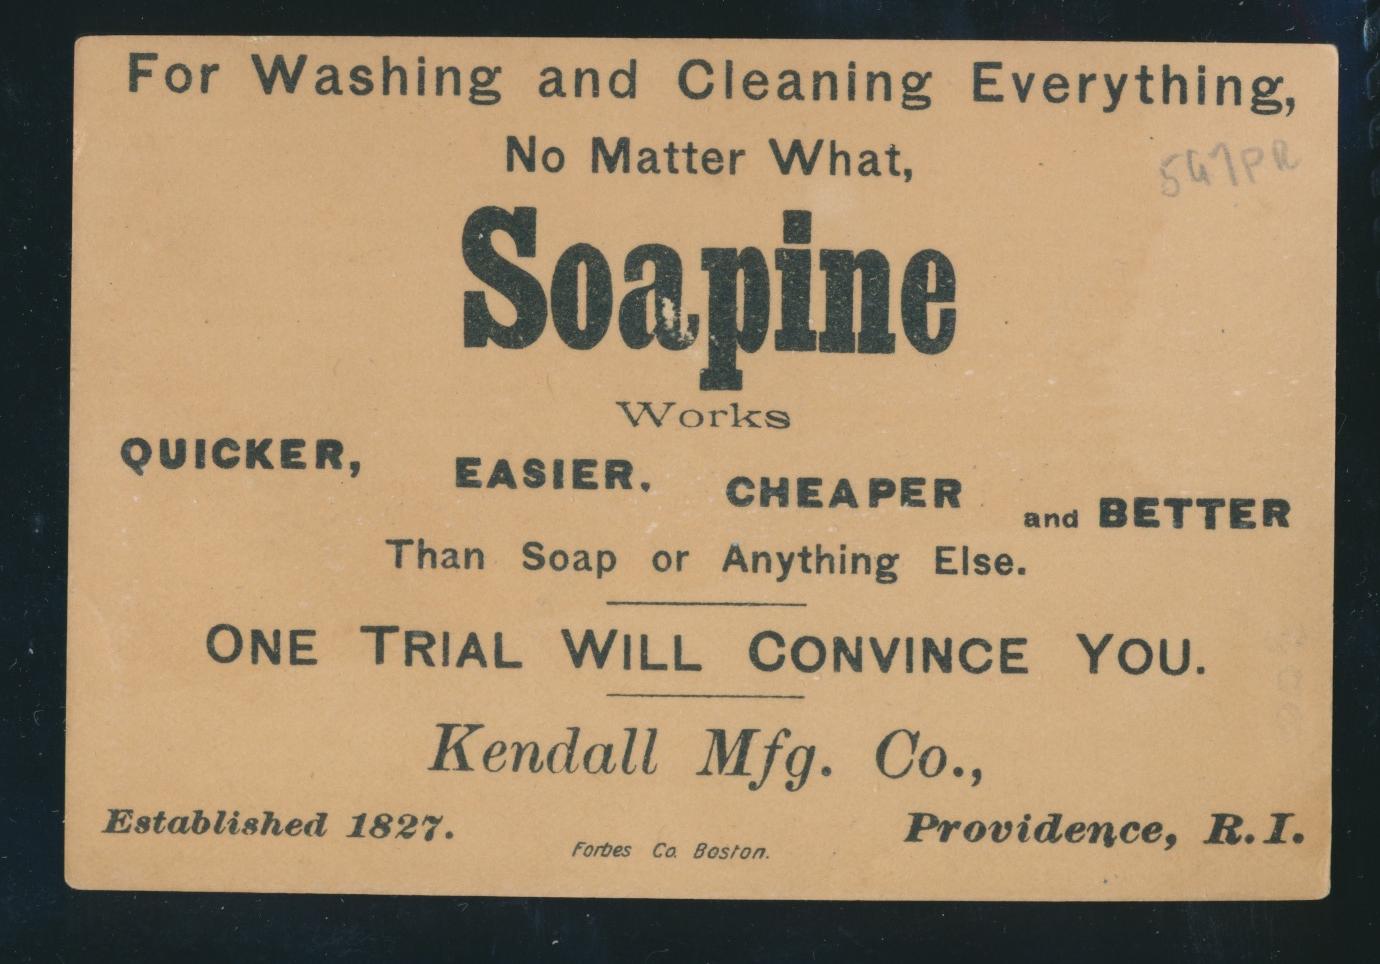 For Washing and Cleaning Everything,
No Matter What,
Soapine
Works
QUICKER, EASIER. CHEAPER and BETTER
Than Soap or Anything Else.
ONE TRIAL WILL CONVINCE YOU.
Kendall Mfg. Co.,
Established 1827. Providence, R.I.
Forbes Co. Boston.